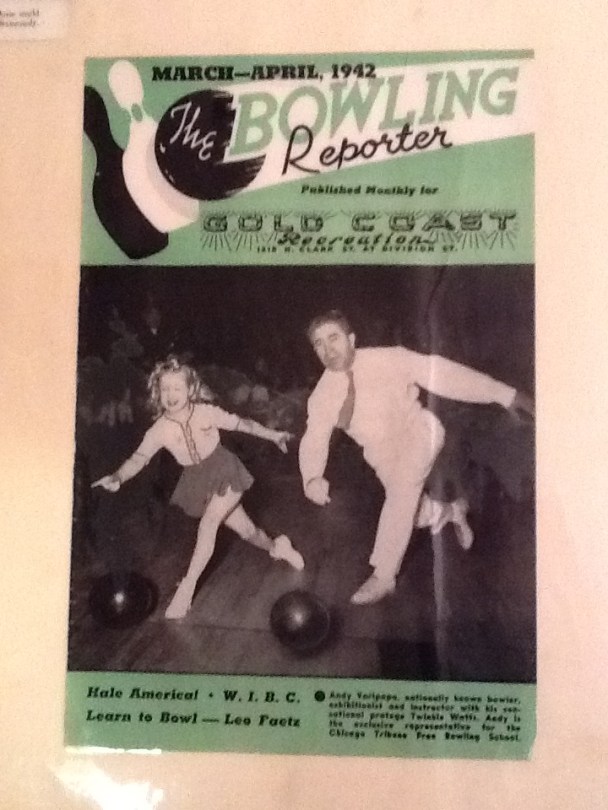 MARCH—APRIL, 1942
The BOWLING
Reporter
Published Monthly for
GOLD COAST
Recreation
N. CLARK ST. AT DIVISION ST.
Hale America! • W. I. B. C.
Learn to Bowl — Leo Faetz
Andy Varipapa, nationally known bowler,
exhibitionist and instructor with his sen-
sational protege Twinkle Watts. Andy is
the exclusive representative for the
Chicago Tribune Free Bowling School.